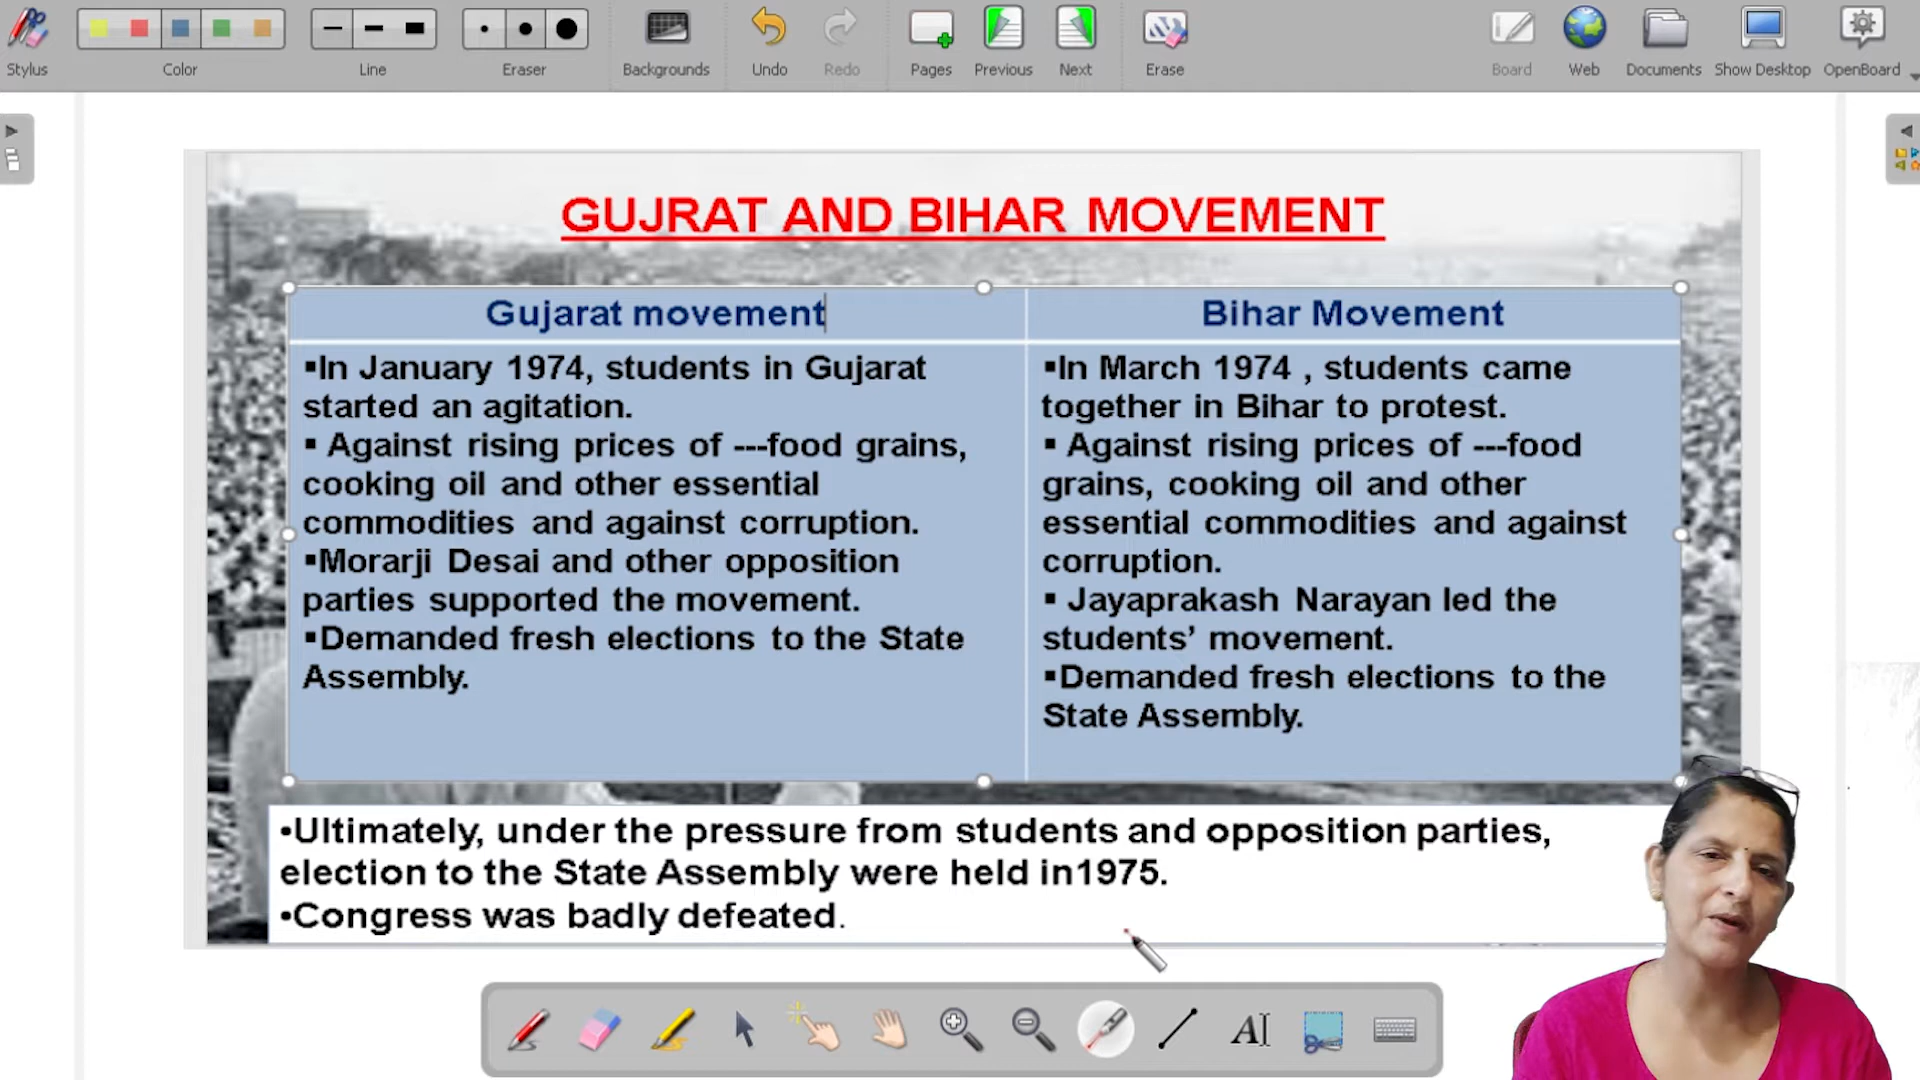 Stylus Color Line Eraser Backgrounds Undo Redo Pages Previous Next Erase Board Web Documents Show Desktop OpenBoard
GUJRAT AND BIHAR MOVEMENT
Gujarat movement
▪In January 1974, students in Gujarat
started an agitation.
▪ Against rising prices of ---food grains,
cooking oil and other essential
commodities and against corruption.
▪Morarji Desai and other opposition
parties supported the movement.
▪Demanded fresh elections to the State
Assembly.
Bihar Movement
▪In March 1974 , students came
together in Bihar to protest.
▪ Against rising prices of ---food
grains, cooking oil and other
essential commodities and against
corruption.
▪ Jayaprakash Narayan led the
students’ movement.
▪Demanded fresh elections to the
State Assembly.
•Ultimately, under the pressure from students and opposition parties,
election to the State Assembly were held in1975.
•Congress was badly defeated.